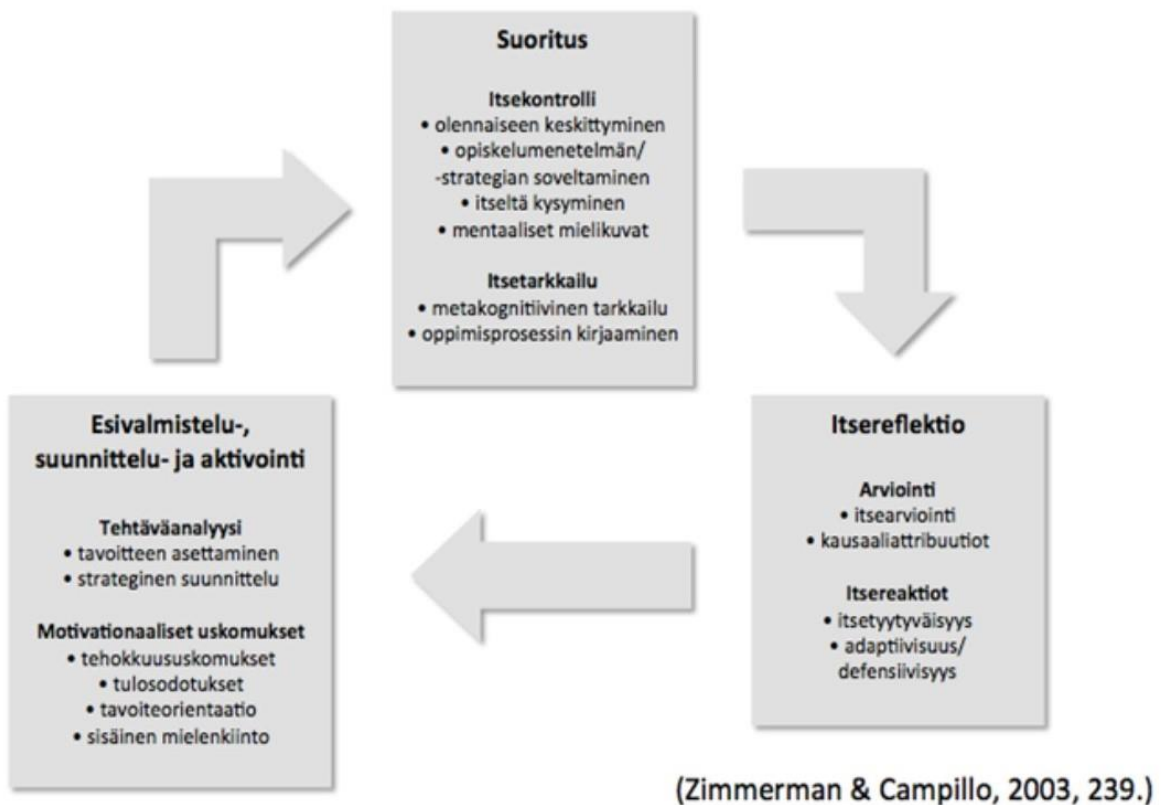 Suoritus
Itsekontrolli
• olennaiseen keskittyminen
• opiskelumenetelmän/
-strategian soveltaminen
• itseltä kysyminen
• mentaaliset mielikuvat
Itsetarkkailu
• metakognitiivinen tarkkailu
• oppimisprosessin kirjaaminen
Esivalmistelu-,
suunnittelu- ja aktivointi
Tehtäväanalyysi
• tavoitteen asettaminen
• strateginen suunnittelu
Motivationaaliset uskomukset
• tehokkuususkomukset
• tulosodotukset
• tavoiteorientaatio
• sisäinen mielenkiinto
Itsereflektio
Arviointi
• itsearviointi
• kausaaliattribuutiot
Itsereaktiot
• itsetyytyväisyys
• adaptiivisuus/
defensiivisyys
(Zimmerman & Campillo, 2003, 239.)